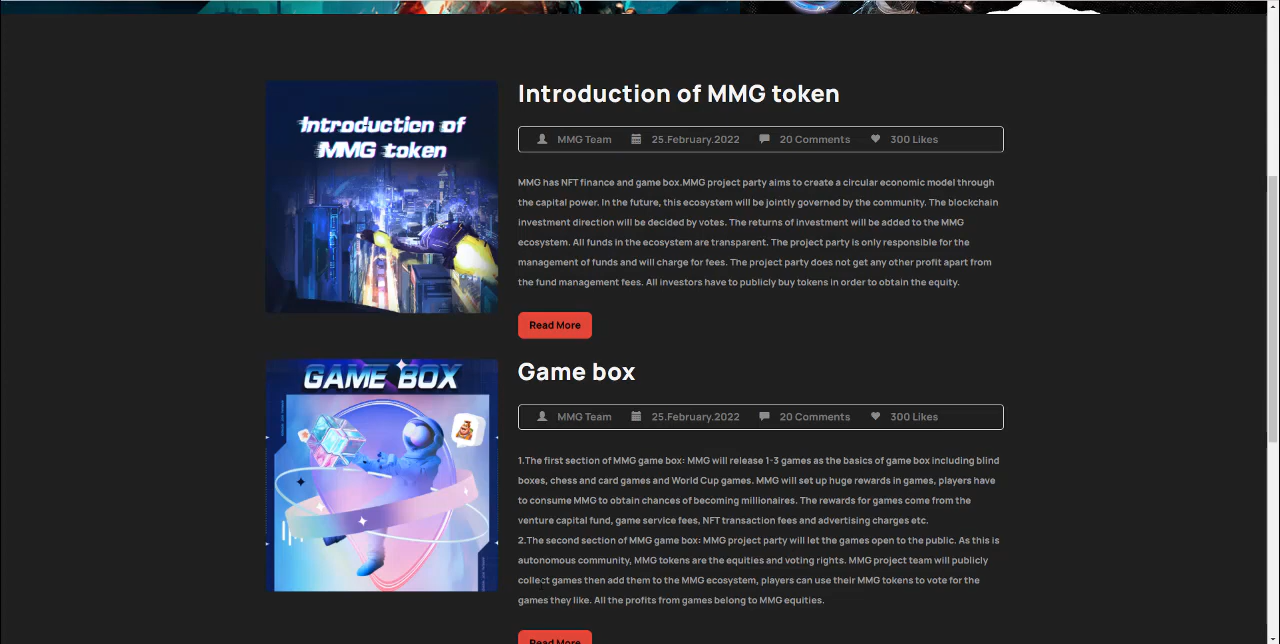 Introduction of
MMG token
Introduction of MMG token
MMG Team 25.February.2022 20 Comments 300 Likes
MMG has NFT finance and game box.MMG project party aims to create a circular economic model through
the capital power. In the future, this ecosystem will be jointly governed by the community. The blockchain
investment direction will be decided by votes. The returns of investment will be added to the MMG
ecosystem. All funds in the ecosystem are transparent. The project party is only responsible for the
management of funds and will charge for fees. The project party does not get any other profit apart from
the fund management fees. All investors have to publicly buy tokens in order to obtain the equity.
Read More
GAME BOX
Game box
MMG Team 25.February.2022 20 Comments 300 Likes
1.The first section of MMG game box: MMG will release 1-3 games as the basics of game box including blind
boxes, chess and card games and World Cup games. MMG will set up huge rewards in games, players have
to consume MMG to obtain chances of becoming millionaires. The rewards for games come from the
venture capital fund, game service fees, NFT transaction fees and advertising charges etc.
2.The second section of MMG game box: MMG project party will let the games open to the public. As this is
autonomous community, MMG tokens are the equities and voting rights. MMG project team will publicly
collect games then add them to the MMG ecosystem, players can use their MMG tokens to vote for the
games they like. All the profits from games belong to MMG equities.
Read More